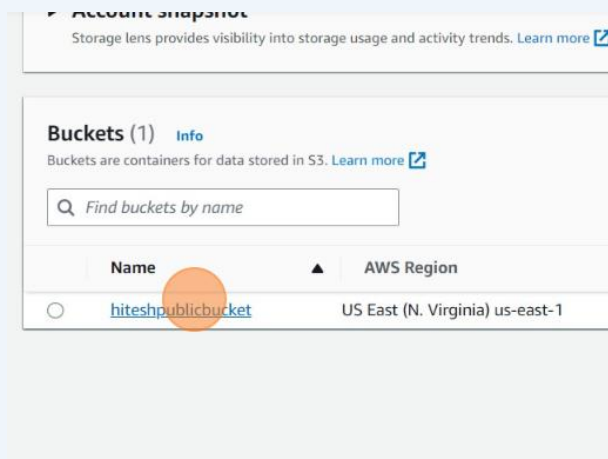 Account snapshot
Storage lens provides visibility into storage usage and activity trends. Learn more
Buckets (1) Info
Buckets are containers for data stored in S3. Learn more
Find buckets by name
Name AWS Region
hiteshpublicbucket US East (N. Virginia) us-east-1